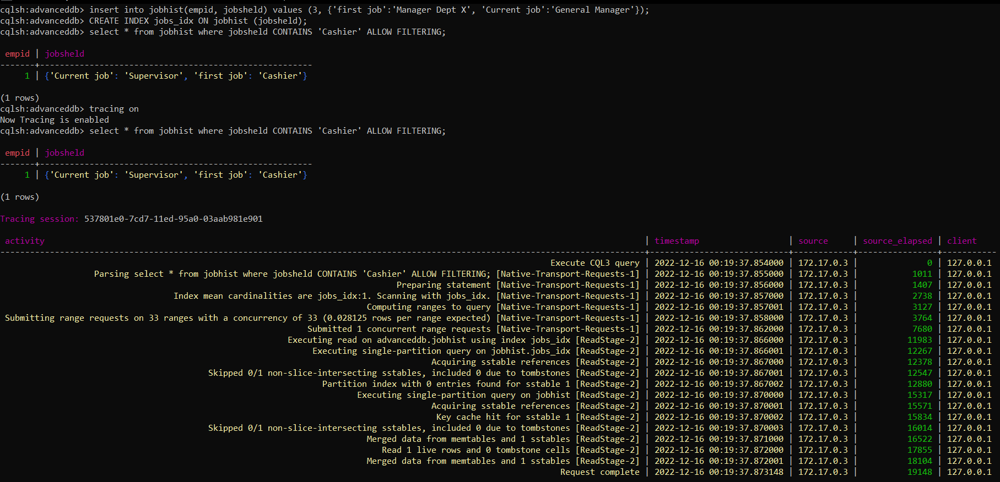 cqlsh:advanceddb> insert into jobhist(empid, jobsheld) values (3, {'first job':'Manager Dept X', 'Current job':'General Manager'});
cqlsh:advanceddb> CREATE INDEX jobs_idx ON jobhist (jobsheld);
cqlsh:advanceddb> select * from jobhist where jobsheld CONTAINS 'Cashier' ALLOW FILTERING;
empid | jobsheld
-------+-------------------------------------------------------
1 | {'Current job': 'Supervisor', 'first job': 'Cashier'}
(1 rows)
cqlsh:advanceddb> tracing on
Now Tracing is enabled
cqlsh:advanceddb> select * from jobhist where jobsheld CONTAINS 'Cashier' ALLOW FILTERING;
empid | jobsheld
-------+-------------------------------------------------------
1 | {'Current job': 'Supervisor', 'first job': 'Cashier'}
(1 rows)
Tracing session: 537801e0-7cd7-11ed-95a0-03aab981e901
activity | timestamp | source | source_elapsed | client
----------------------------------------------------------------------------------------------------------------------------------+----------------------------+------------+----------------+-----------
Execute CQL3 query | 2022-12-16 00:19:37.854000 | 172.17.0.3 | 0 | 127.0.0.1
Parsing select * from jobhist where jobsheld CONTAINS 'Cashier' ALLOW FILTERING; [Native-Transport-Requests-1] | 2022-12-16 00:19:37.855000 | 172.17.0.3 | 1011 | 127.0.0.1
Preparing statement [Native-Transport-Requests-1] | 2022-12-16 00:19:37.856000 | 172.17.0.3 | 1407 | 127.0.0.1
Index mean cardinalities are jobs_idx:1. Scanning with jobs_idx. [Native-Transport-Requests-1] | 2022-12-16 00:19:37.857000 | 172.17.0.3 | 2738 | 127.0.0.1
Computing ranges to query [Native-Transport-Requests-1] | 2022-12-16 00:19:37.857001 | 172.17.0.3 | 3127 | 127.0.0.1
Submitting range requests on 33 ranges with a concurrency of 33 (0.028125 rows per range expected) [Native-Transport-Requests-1] | 2022-12-16 00:19:37.858000 | 172.17.0.3 | 3764 | 127.0.0.1
Submitted 1 concurrent range requests [Native-Transport-Requests-1] | 2022-12-16 00:19:37.862000 | 172.17.0.3 | 7680 | 127.0.0.1
Executing read on advanceddb.jobhist using index jobs_idx [ReadStage-2] | 2022-12-16 00:19:37.866000 | 172.17.0.3 | 11983 | 127.0.0.1
Executing single-partition query on jobhist.jobs_idx [ReadStage-2] | 2022-12-16 00:19:37.866001 | 172.17.0.3 | 12267 | 127.0.0.1
Acquiring sstable references [ReadStage-2] | 2022-12-16 00:19:37.867000 | 172.17.0.3 | 12378 | 127.0.0.1
Skipped 0/1 non-slice-intersecting sstables, included 0 due to tombstones [ReadStage-2] | 2022-12-16 00:19:37.867001 | 172.17.0.3 | 12547 | 127.0.0.1
Partition index with 0 entries found for sstable 1 [ReadStage-2] | 2022-12-16 00:19:37.867002 | 172.17.0.3 | 12880 | 127.0.0.1
Executing single-partition query on jobhist [ReadStage-2] | 2022-12-16 00:19:37.870000 | 172.17.0.3 | 15317 | 127.0.0.1
Acquiring sstable references [ReadStage-2] | 2022-12-16 00:19:37.870001 | 172.17.0.3 | 15571 | 127.0.0.1
Key cache hit for sstable 1 [ReadStage-2] | 2022-12-16 00:19:37.870002 | 172.17.0.3 | 15834 | 127.0.0.1
Skipped 0/1 non-slice-intersecting sstables, included 0 due to tombstones [ReadStage-2] | 2022-12-16 00:19:37.870003 | 172.17.0.3 | 16014 | 127.0.0.1
Merged data from memtables and 1 sstables [ReadStage-2] | 2022-12-16 00:19:37.871000 | 172.17.0.3 | 16522 | 127.0.0.1
Read 1 live rows and 0 tombstone cells [ReadStage-2] | 2022-12-16 00:19:37.872000 | 172.17.0.3 | 17855 | 127.0.0.1
Merged data from memtables and 1 sstables [ReadStage-2] | 2022-12-16 00:19:37.872001 | 172.17.0.3 | 18104 | 127.0.0.1
Request complete | 2022-12-16 00:19:37.873148 | 172.17.0.3 | 19148 | 127.0.0.1